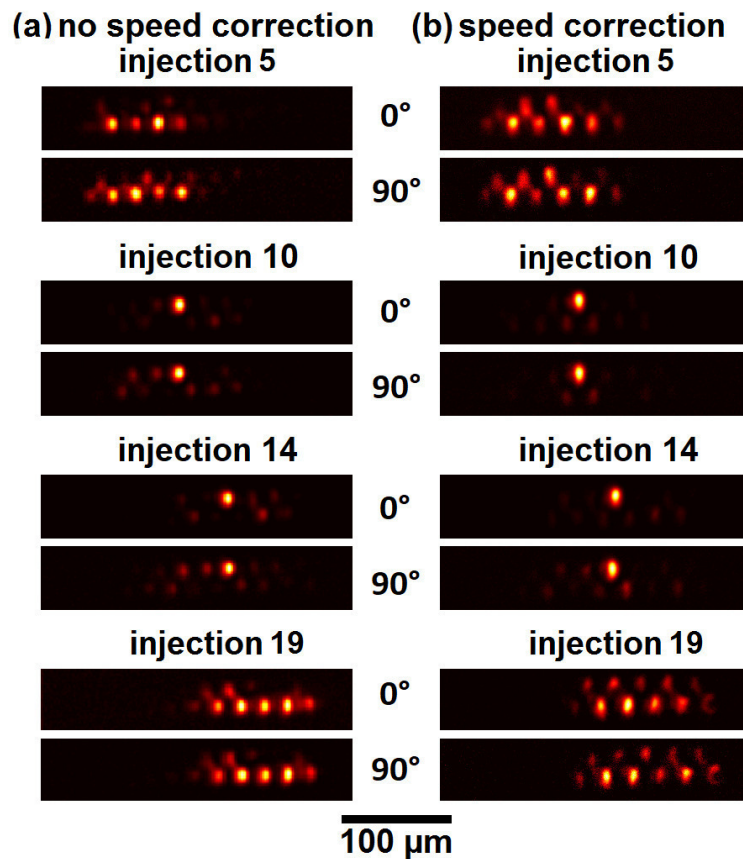 (a) no speed correction (b) speed correction
injection 5 injection 5
0°
90°
injection 10 injection 10
0°
90°
injection 14 injection 14
0°
90°
injection 19 injection 19
0°
90°
100 µm